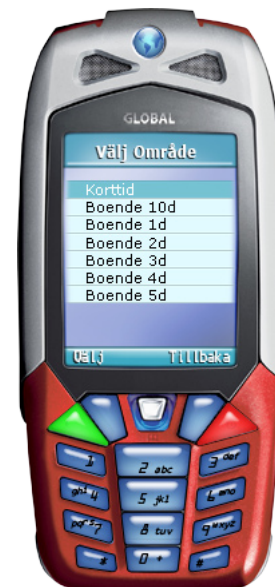 GLOBAL
Välj Område
Korttid
Boende 10d
Boende 1d
Boende 2d
Boende 3d
Boende 4d
Boende 5d
Välj Tillbaka
1 2 abc 3 def
ghi 4 5 jkl 6 mno
pqrs 7 8 tuv 9 wxyz
* 0 + #